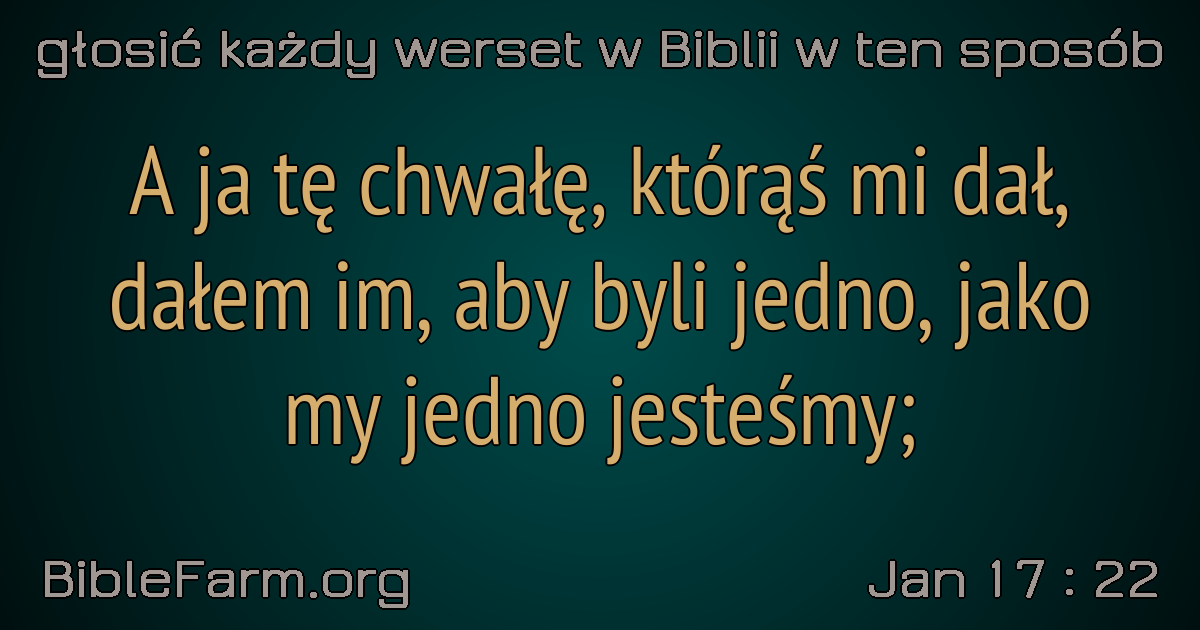 głosić każdy werset w Biblii w ten sposób
A ja tę chwałę, którąś mi dał,
dałem im, aby byli jedno, jako
my jedno jesteśmy;
BibleFarm.org
Jan 17 : 22